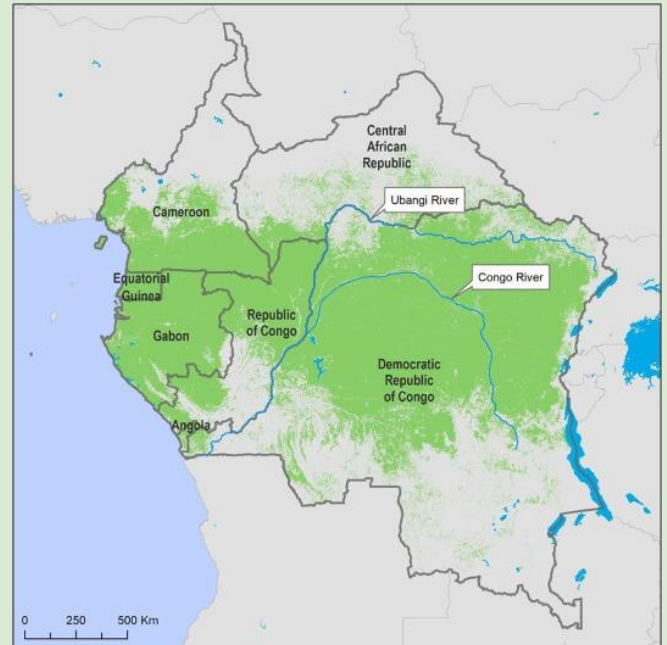 Central
African
Republic
Ubangi River
Cameroon
Congo River
Equatorial
Guinea
Republic
of Congo
Gabon
Democratic
Republic
of Congo
Angola
0 250 500 Km